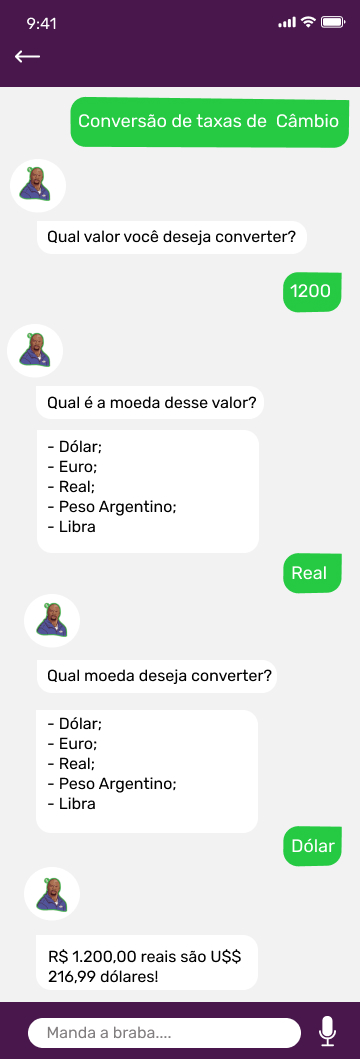 9:41
Conversão de taxas de  Câmbio
Qual valor você deseja converter?
1200
Qual é a moeda desse valor?
- Dólar;
- Euro;
- Real;
- Peso Argentino;
- Libra
Real
Qual moeda deseja converter?
- Dólar;
- Euro;
- Real;
- Peso Argentino;
- Libra
Dólar
R$ 1.200,00 reais são U$$
216,99 dólares!
Manda a braba....